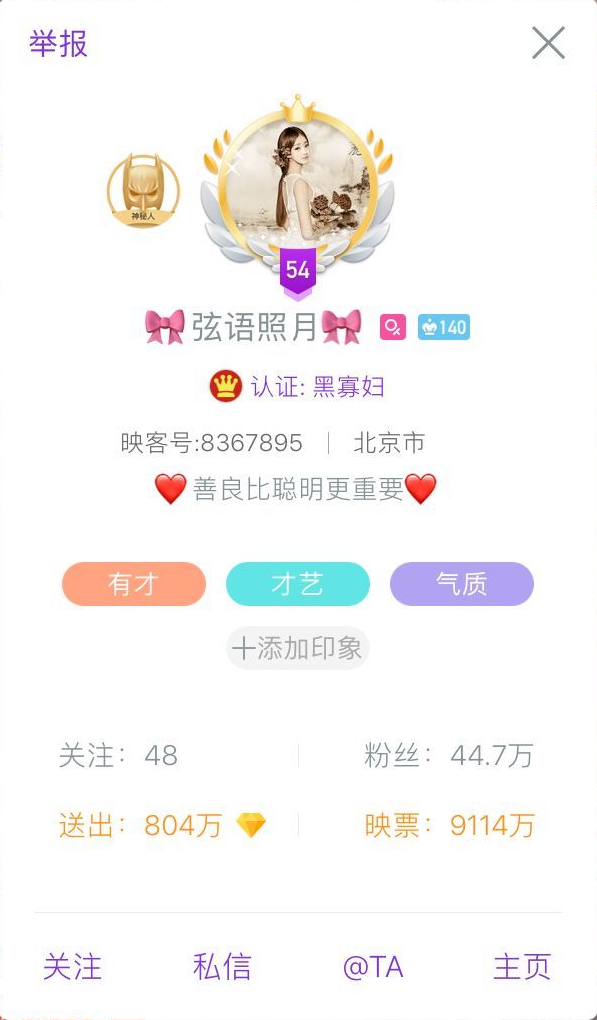 举报
神秘人
54
🎀弦语照月🎀 140
认证: 黑寡妇
映客号:8367895 | 北京市
❤️善良比聪明更重要❤️
有才 才艺 气质
+添加印象
关注: 48 粉丝: 44.7万
送出: 804万 映票: 9114万
关注 私信 @TA 主页